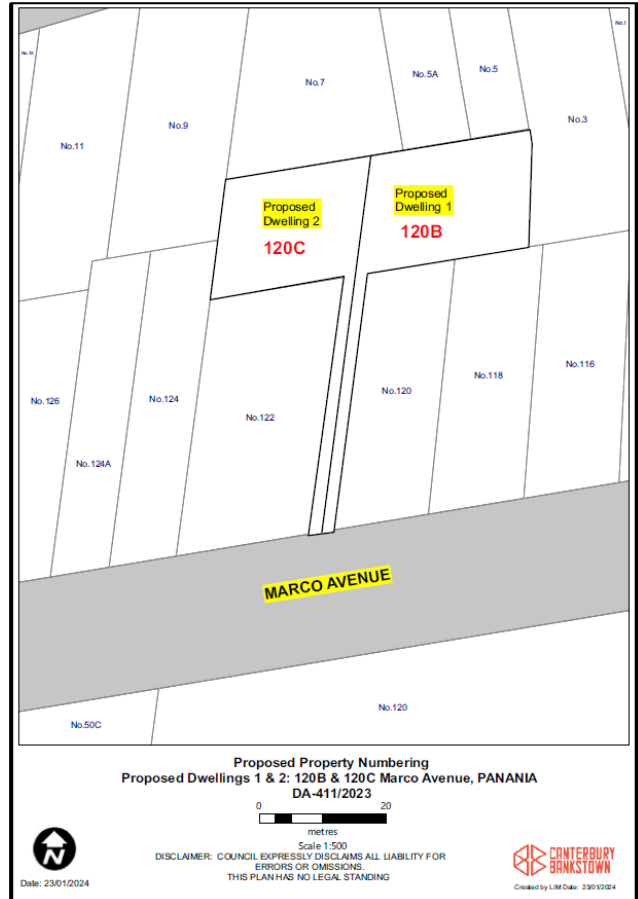 No.1
No.7
No.5A
No.5
No.3
No.9
No.11
Proposed
Dwelling 2
120C
Proposed
Dwelling 1
120B
No.126
No.124A
No.124
No.122
No.120
No.118
No.116
MARCO AVENUE
No.50C
No.120
Proposed Property Numbering
Proposed Dwellings 1 & 2: 120B & 120C Marco Avenue, PANANIA
DA-411/2023
0
20
metres
Scale 1:500
DISCLAIMER: COUNCIL EXPRESSLY DISCLAIMS ALL LIABILITY FOR
ERRORS OR OMISSIONS.
THIS PLAN HAS NO LEGAL STANDING
N
Date: 23/01/2024
CANTERBURY
BANKSTOWN
Created by LIM Date: 23/01/2024